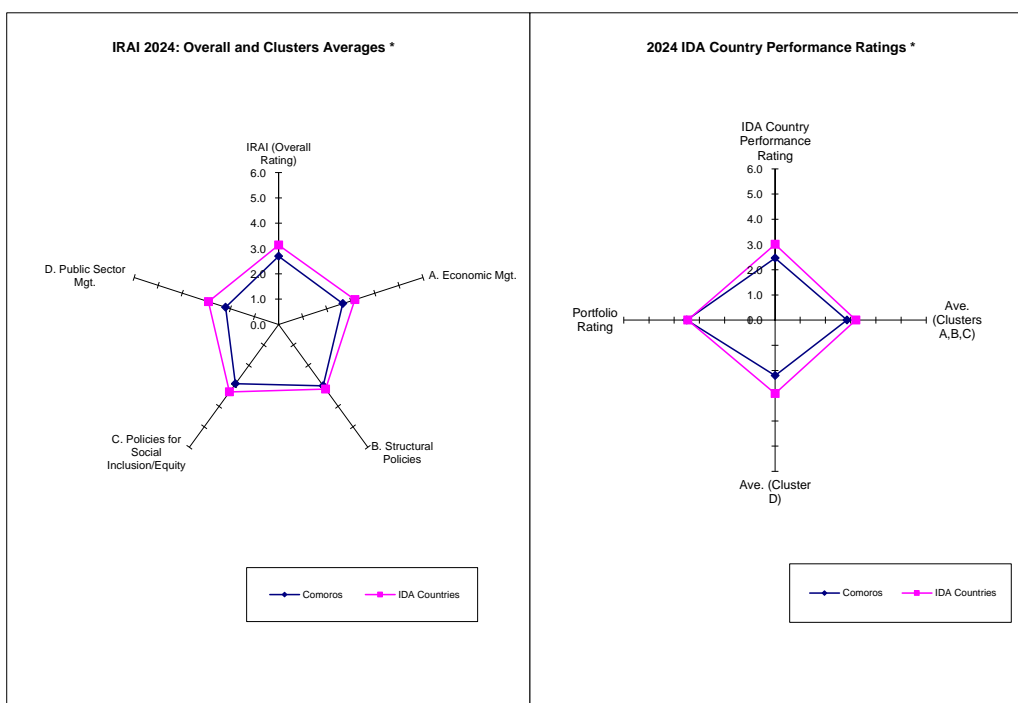 IRAI 2024: Overall and Clusters Averages *
IRAI (Overall
Rating)
6.0
5.0
4.0
3.0
2.0
1.0
0.0
A. Economic Mgt.
B. Structural
Policies
C. Policies for
Social
Inclusion/Equity
D. Public Sector
Mgt.
Comoros
IDA Countries
2024 IDA Country Performance Ratings *
IDA Country
Performance
Rating
6.0
5.0
4.0
3.0
2.0
1.0
0.0
Ave.
(Clusters
A,B,C)
Ave. (Cluster
D)
Portfolio
Rating
Comoros
IDA Countries